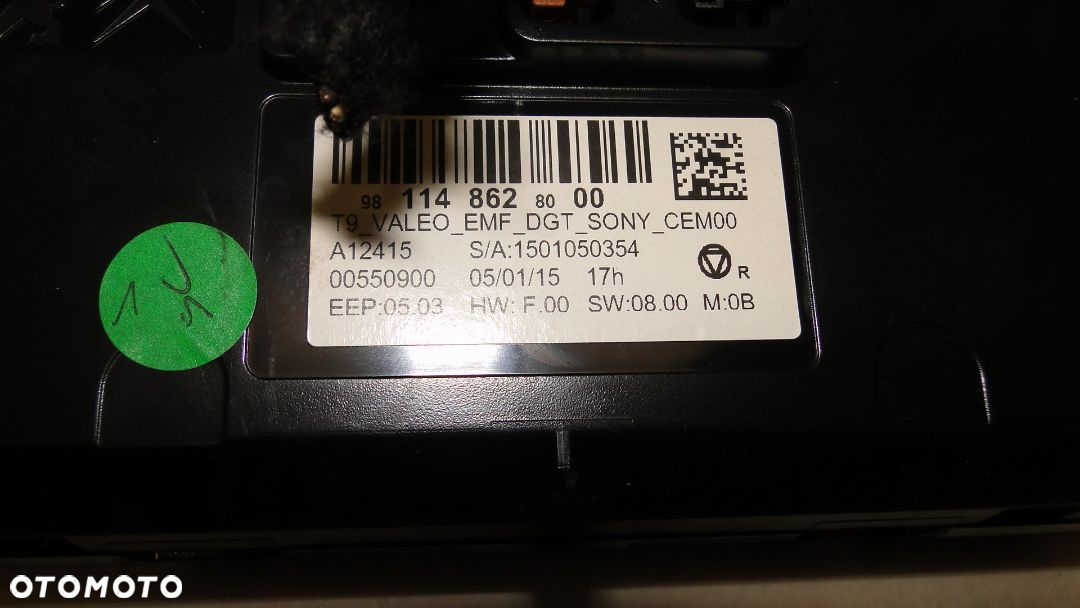 98 114 862 80 00
T9_VALEO_EMF_DGT_SONY_CEM00
A12415 S/A:1501050354
00550900 05/01/15 17h
R
EEP:05.03 HW: F.00 SW:08.00 M:0B
OTOMOTO